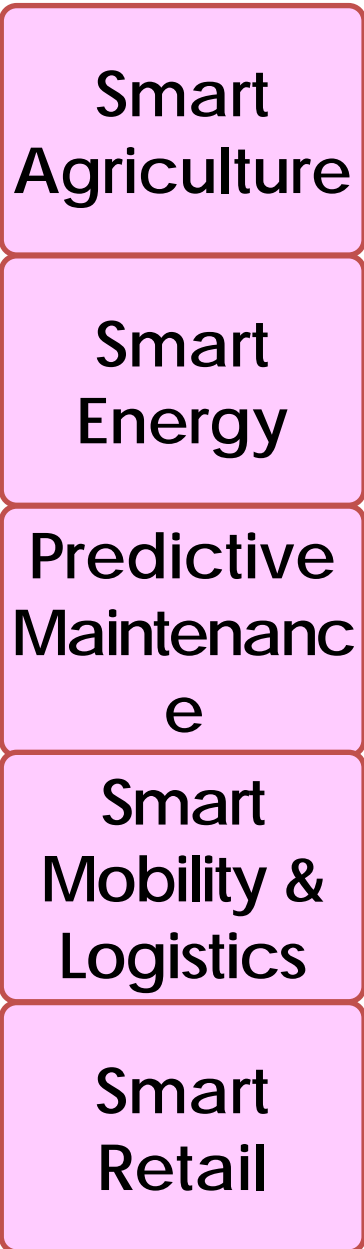 Smart
Agriculture
Smart
Energy
Predictive
Maintenanc
e
Smart
Mobility &
Logistics
Smart
Retail